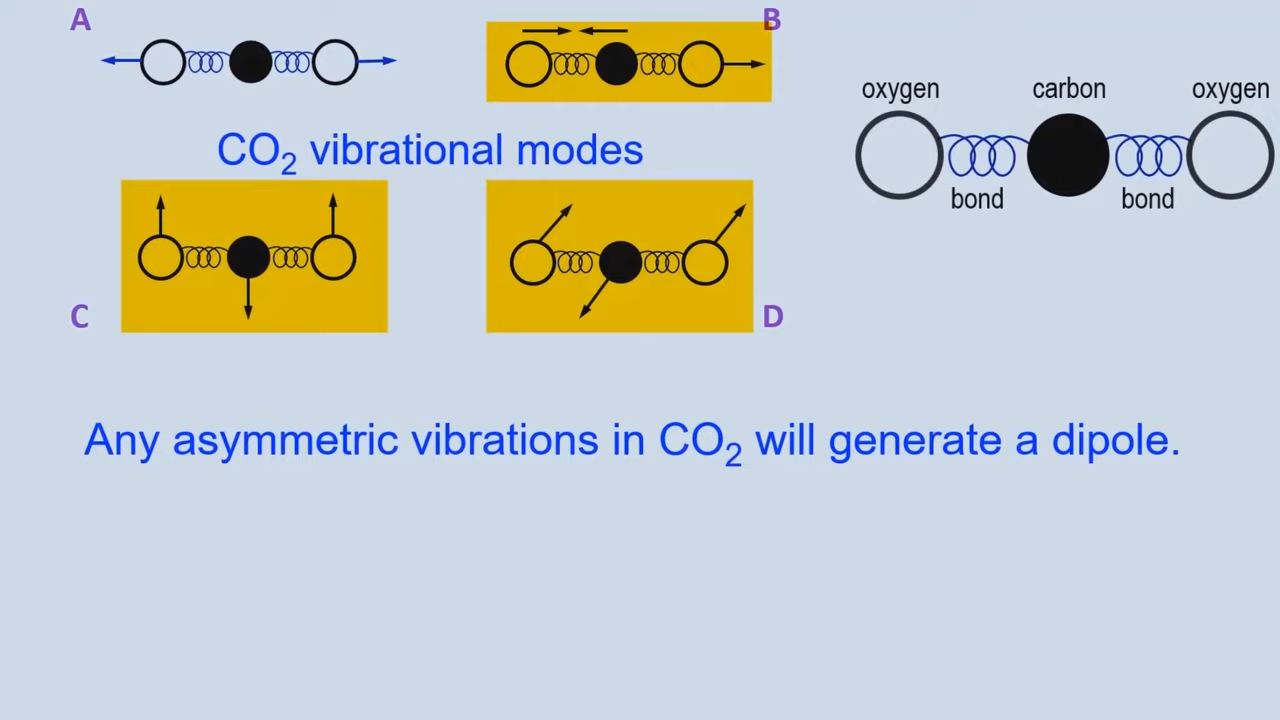 A
B
oxygen
carbon
oxygen
bond
bond
CO₂ vibrational modes
C
D
Any asymmetric vibrations in CO₂ will generate a dipole.